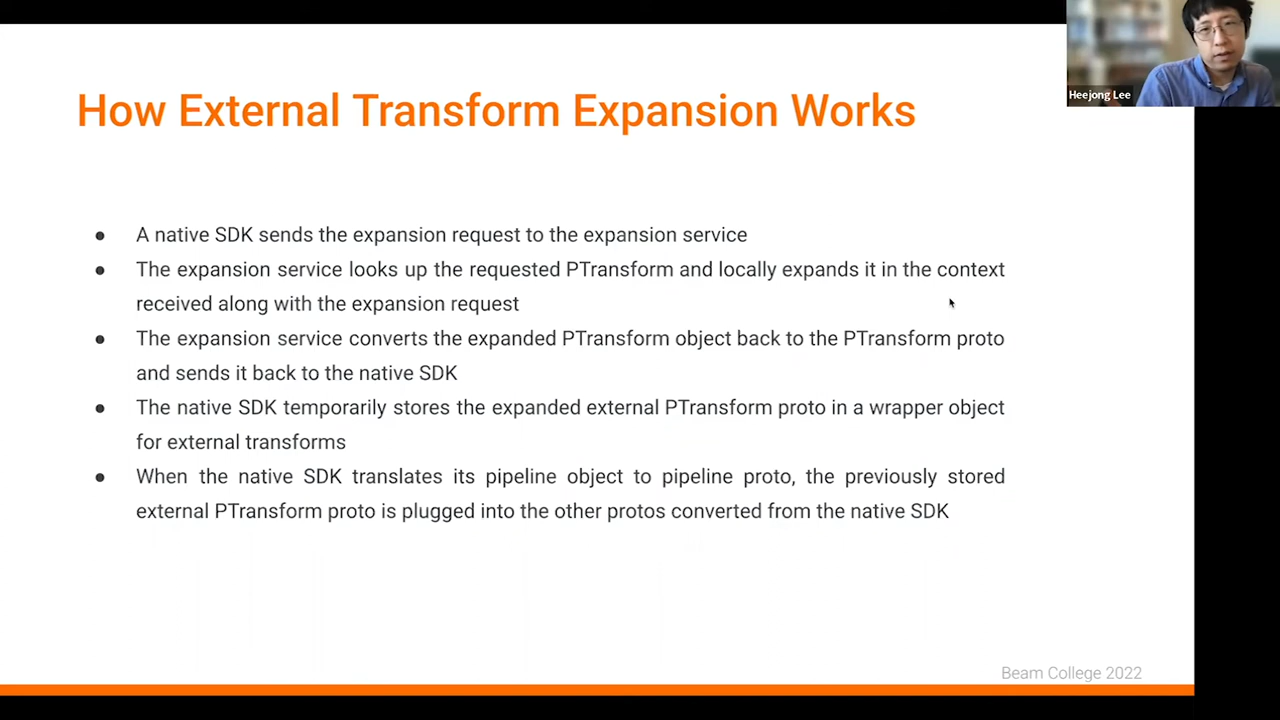 Heejong Lee
How External Transform Expansion Works
● A native SDK sends the expansion request to the expansion service
● The expansion service looks up the requested PTransform and locally expands it in the context
received along with the expansion request
● The expansion service converts the expanded PTransform object back to the PTransform proto
and sends it back to the native SDK
● The native SDK temporarily stores the expanded external PTransform proto in a wrapper object
for external transforms
● When the native SDK translates its pipeline object to pipeline proto, the previously stored
external PTransform proto is plugged into the other protos converted from the native SDK
Beam College 2022